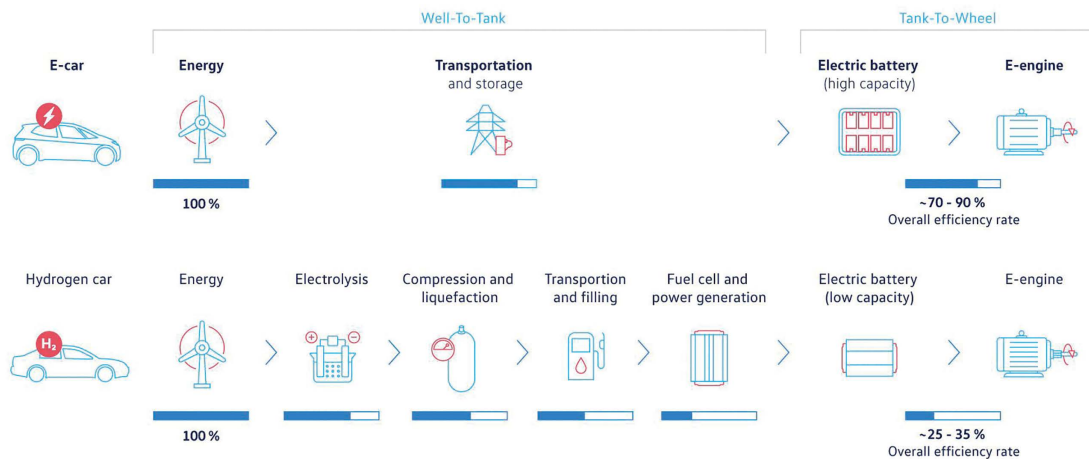 Well-To-Tank
Tank-To-Wheel
E-car
Energy
Transportation
and storage
Electric battery
(high capacity)
E-engine
100 %
~70 - 90 %
Overall efficiency rate
Hydrogen car
Energy
Electrolysis
Compression and
liquefaction
Transportion
and filling
Fuel cell and
power generation
Electric battery
(low capacity)
E-engine
H₂
100 %
~25 - 35 %
Overall efficiency rate